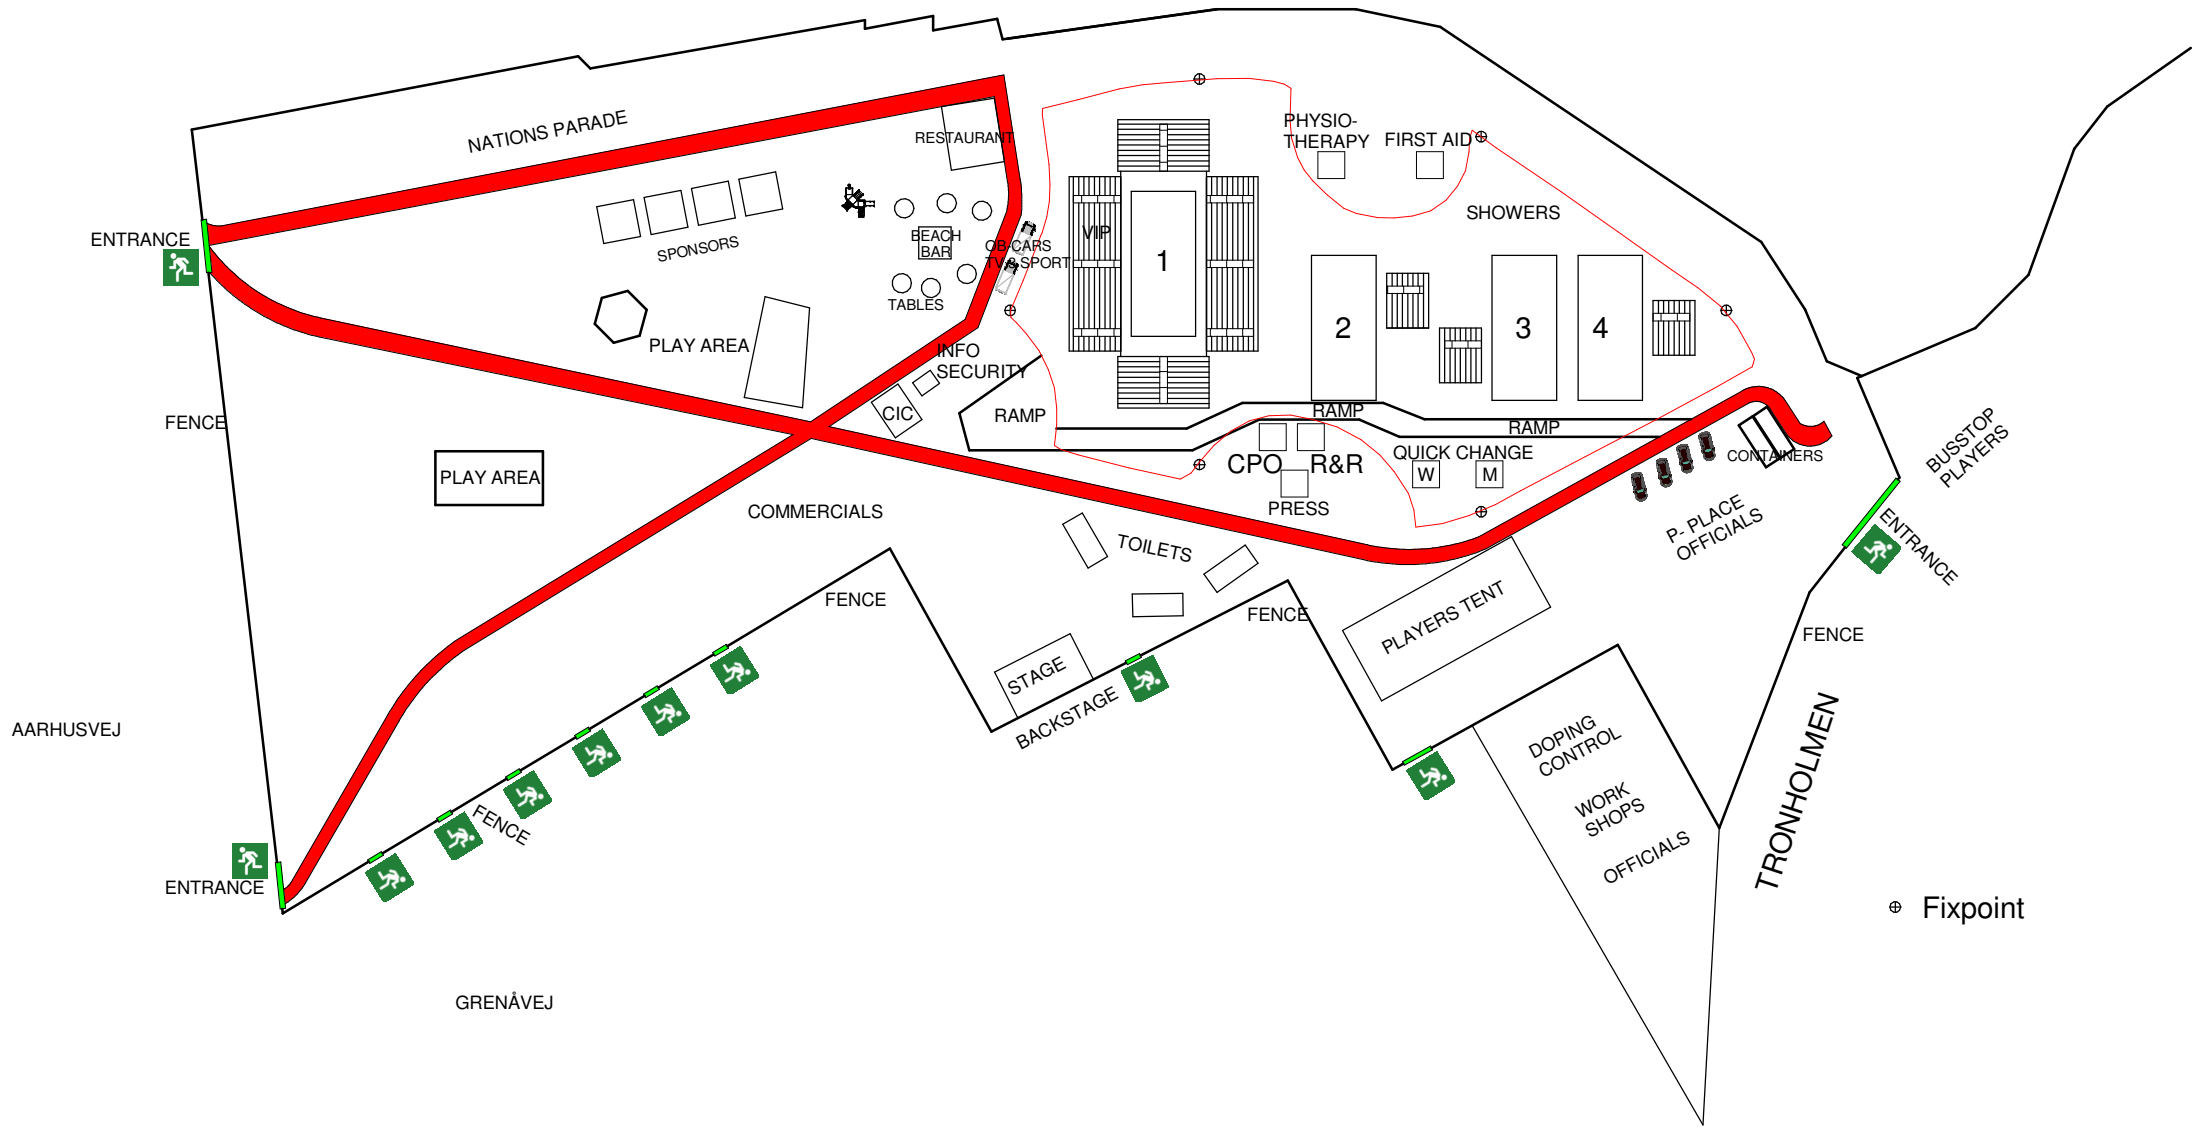 NATIONS PARADE
RESTAURANT
PHYSIO-
THERAPY
FIRST AID
SHOWERS
ENTRANCE
SPONSORS
BEACH
BAR
OB-CARS
TV 3 SPORT
VIP
1
TABLES
2
3
4
PLAY AREA
INFO
SECURITY
CIC
RAMP
RAMP
RAMP
FENCE
PLAY AREA
COMMERCIALS
CPO
R&R
QUICK CHANGE
W
M
PRESS
CONTAINERS
BUSSTOP
PLAYERS
P- PLACE
OFFICIALS
ENTRANCE
TOILETS
FENCE
FENCE
PLAYERS TENT
FENCE
STAGE
BACKSTAGE
AARHUSVEJ
DOPING
CONTROL
WORK
SHOPS
OFFICIALS
TRONHOLMEN
FENCE
ENTRANCE
Fixpoint
GRENÅVEJ